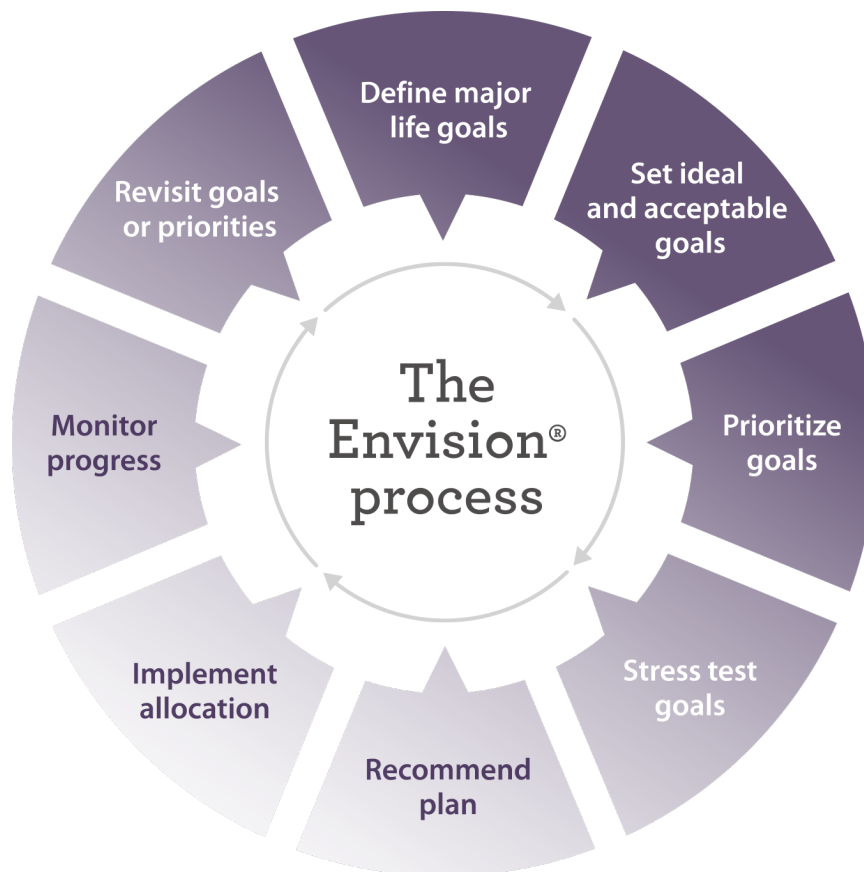 Define major
life goals
Set ideal
and acceptable
goals
Prioritize
goals
Stress test
goals
Recommend
plan
Implement
allocation
Monitor
progress
Revisit goals
or priorities
The
Envision®
process